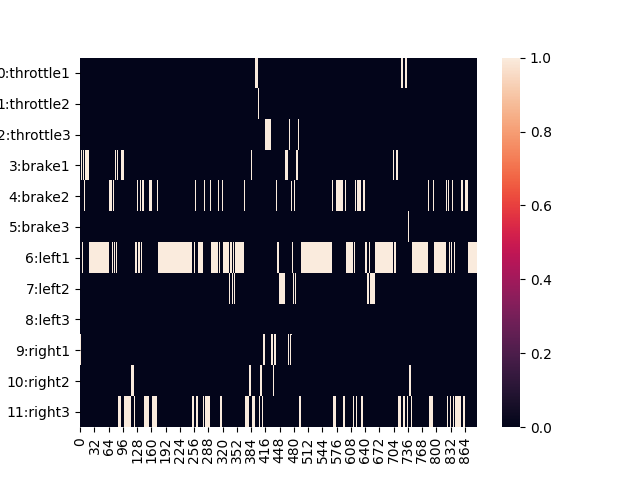 0:throttle1
1:throttle2
2:throttle3
3:brake1
4:brake2
5:brake3
6:left1
7:left2
8:left3
9:right1
10:right2
11:right3
0 32 64 96 128 160 192 224 256 288 320 352 384 416 448 480 512 544 576 608 640 672 704 736 768 800 832 864
1.0
0.8
0.6
0.4
0.2
0.0